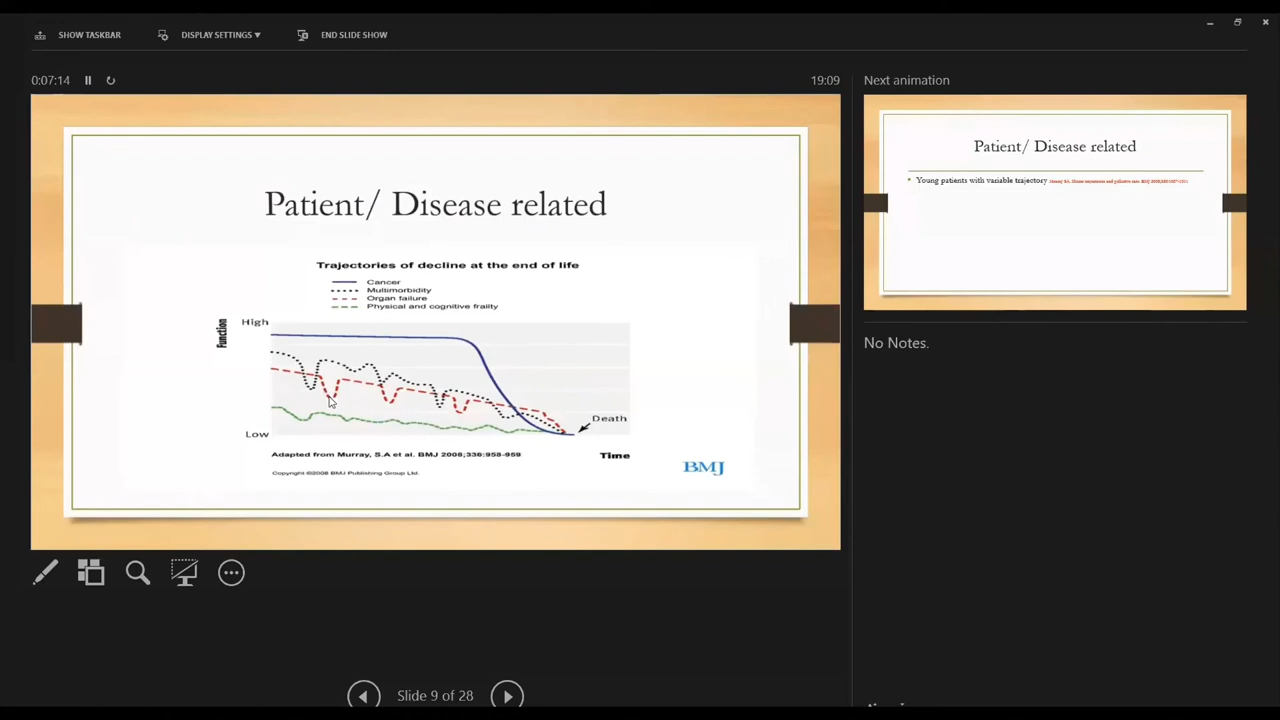 SHOW TASKBAR
DISPLAY SETTINGS ▾
END SLIDE SHOW
0:07:14
19:09
Patient/ Disease related
Trajectories of decline at the end of life
Cancer
Multimorbidity
Organ failure
Physical and cognitive frailty
High
Function
Low
Death
Adapted from Murray, S.A et al. BMJ 2008;336:958-959
Time
Copyright ©2008 BMJ Publishing Group Ltd.
BMJ
Slide 9 of 28
Next animation
Patient/ Disease related
Young patients with variable trajectory
No Notes.